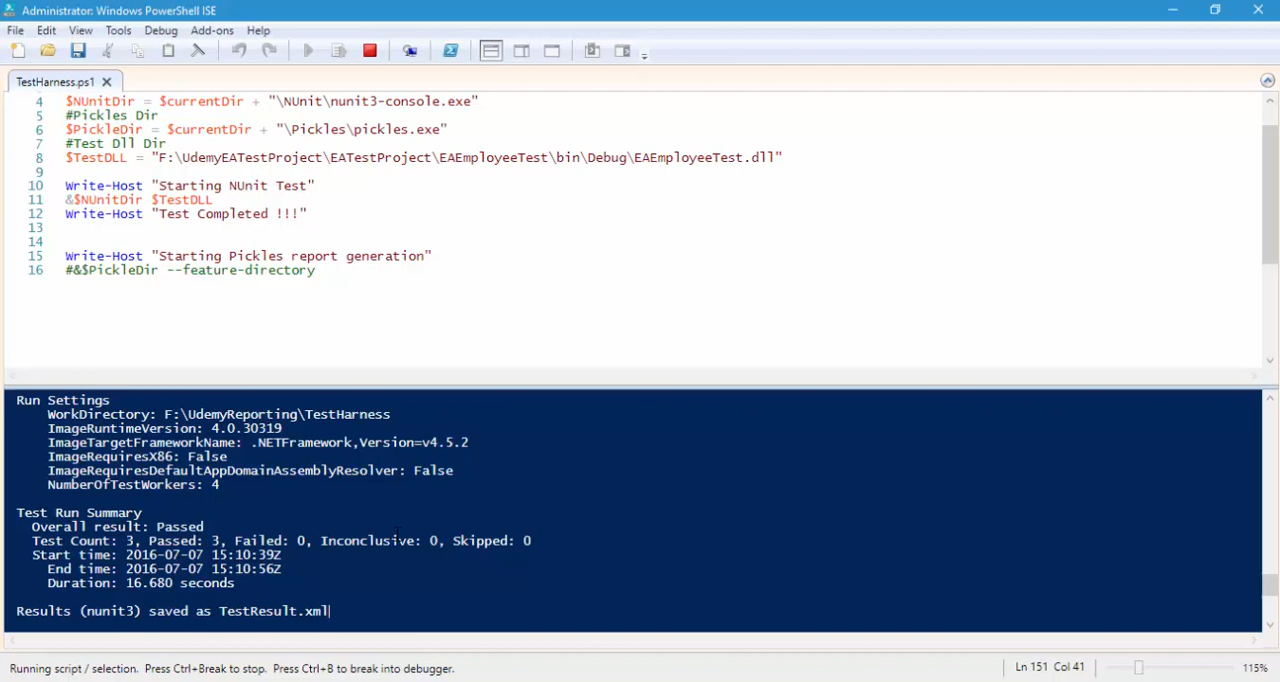 Administrator: Windows PowerShell ISE
File Edit View Tools Debug Add-ons Help
TestHarness.ps1
4 $NUnitDir = $currentDir + "\NUnit\nunit3-console.exe"
5 #Pickles Dir
6 $PickleDir = $currentDir + "\Pickles\pickles.exe"
7 #Test Dll Dir
8 $TestDLL = "F:\UdemyEATestProject\EATestProject\EAEmployeeTest\bin\Debug\EAEmployeeTest.dll"
9
10 Write-Host "Starting NUnit Test"
11 &$NUnitDir $TestDLL
12 Write-Host "Test Completed !!!"
13
14
15 Write-Host "Starting Pickles report generation"
16 #&$PickleDir --feature-directory
Run Settings
WorkDirectory: F:\UdemyReporting\TestHarness
ImageRuntimeVersion: 4.0.30319
ImageTargetFrameworkName: .NETFramework,Version=v4.5.2
ImageRequiresX86: False
ImageRequiresDefaultAppDomainAssemblyResolver: False
NumberOfTestWorkers: 4
Test Run Summary
Overall result: Passed
Test Count: 3, Passed: 3, Failed: 0, Inconclusive: 0, Skipped: 0
Start time: 2016-07-07 15:10:39Z
End time: 2016-07-07 15:10:56Z
Duration: 16.680 seconds
Results (nunit3) saved as TestResult.xml
Running script / selection. Press Ctrl+Break to stop. Press Ctrl+B to break into debugger. Ln 151 Col 41 115%